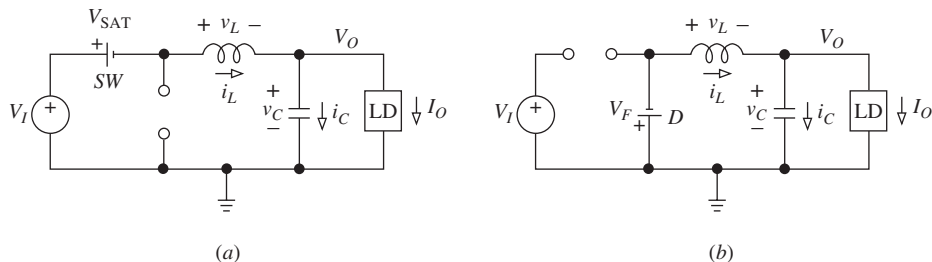 V_SAT
+ SW
+ v_L −
i_L
V_O
V_I
+
+ v_C −
i_C
LD
I_O
(a)
+ v_L −
i_L
V_O
V_I
+
V_F
+
D
+ v_C −
i_C
LD
I_O
(b)